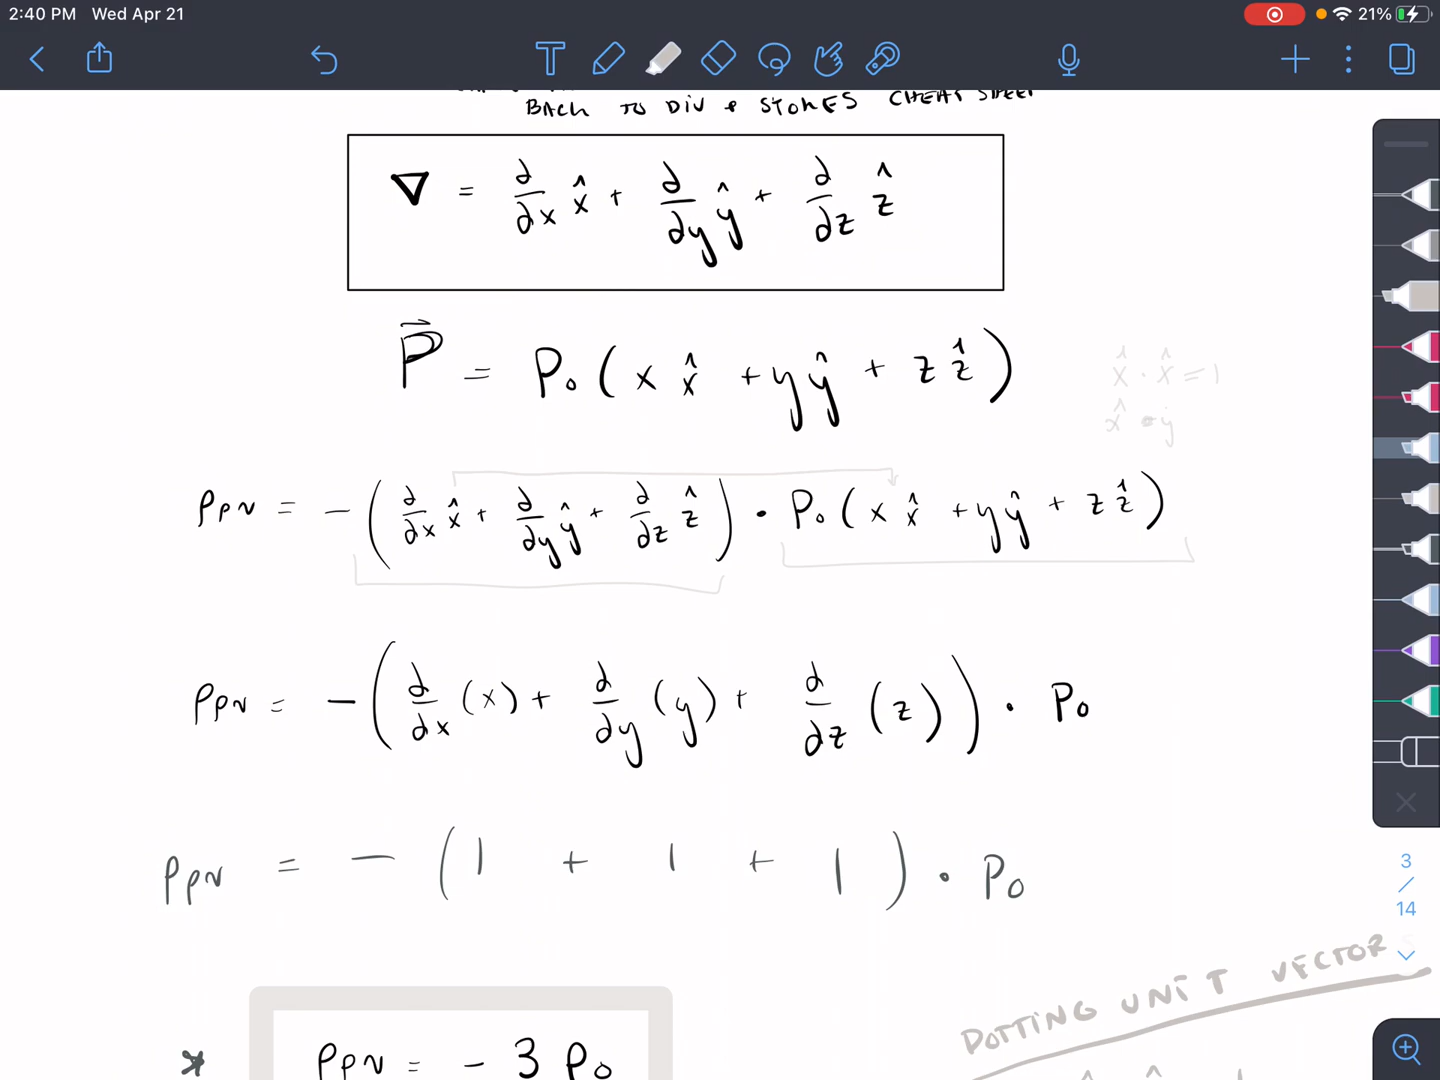 2:40 PM Wed Apr 21
21%
BACK TO DIV & STOKES CHEAT SHEET
∇ = ∂/∂x x̂ + ∂/∂y ŷ + ∂/∂z ẑ
P⃗ = P₀ ( x x̂ + y ŷ + z ẑ )
x̂ · x̂ = 1
x̂ · ŷ
ρpv = - ( ∂/∂x x̂ + ∂/∂y ŷ + ∂/∂z ẑ ) · P₀ ( x x̂ + y ŷ + z ẑ )
ρpv = - ( ∂/∂x (x) + ∂/∂y (y) + ∂/∂z (z) ) · P₀
ρpv = - ( 1 + 1 + 1 ) · P₀
3
/
14
DOTTING UNIT VECTORS
* ρpv = - 3 P₀